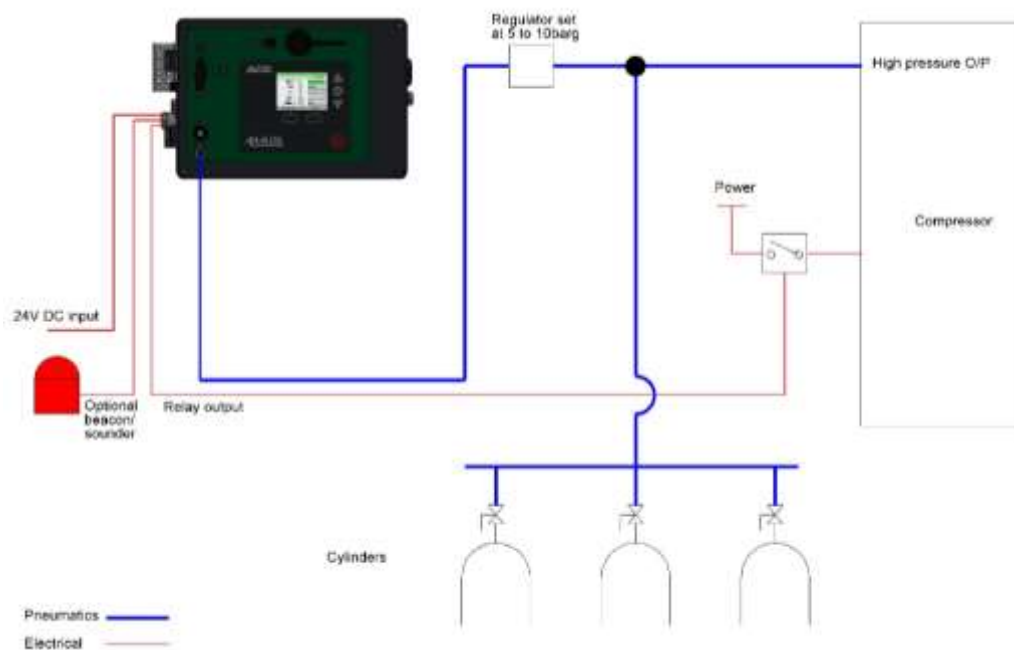 Regulator set
at 5 to 10barg
High pressure O/P
Power
Compressor
24V DC input
Optional
beacon/
sounder
Relay output
Cylinders
Pneumatics
Electrical